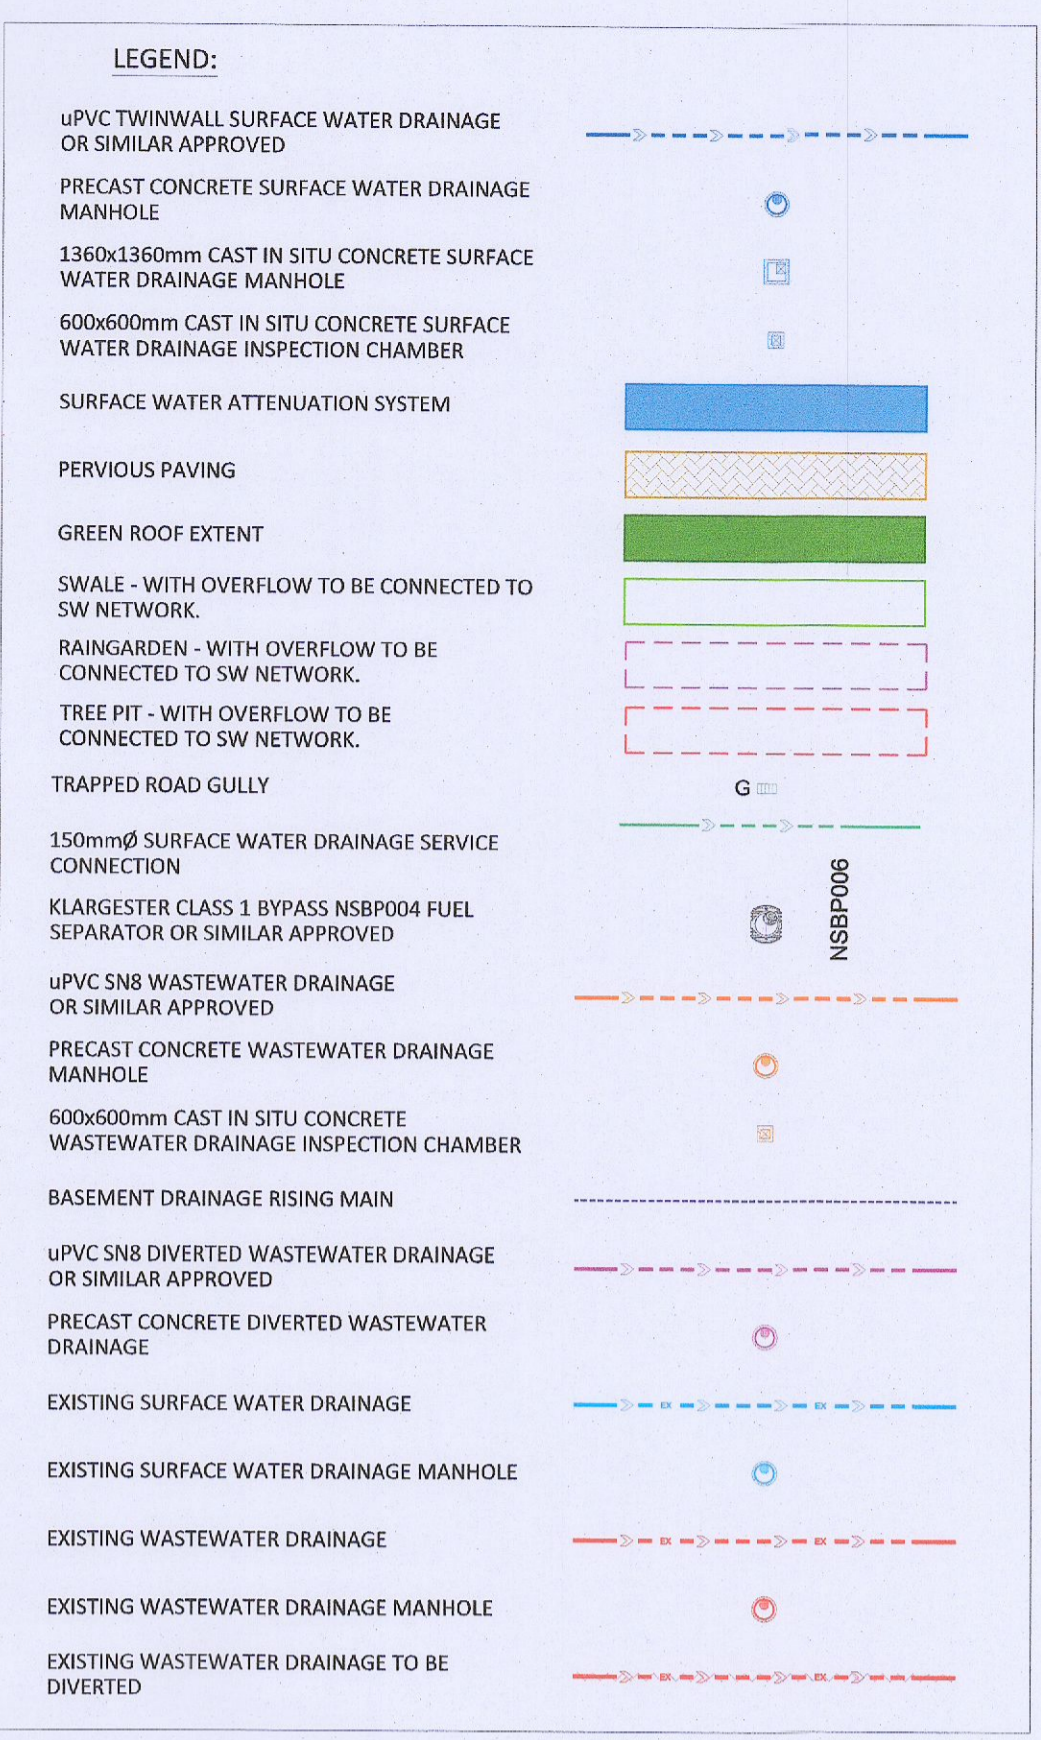 LEGEND:
uPVC TWINWALL SURFACE WATER DRAINAGE
OR SIMILAR APPROVED
PRECAST CONCRETE SURFACE WATER DRAINAGE
MANHOLE
1360x1360mm CAST IN SITU CONCRETE SURFACE
WATER DRAINAGE MANHOLE
600x600mm CAST IN SITU CONCRETE SURFACE
WATER DRAINAGE INSPECTION CHAMBER
SURFACE WATER ATTENUATION SYSTEM
PERVIOUS PAVING
GREEN ROOF EXTENT
SWALE - WITH OVERFLOW TO BE CONNECTED TO
SW NETWORK.
RAINGARDEN - WITH OVERFLOW TO BE
CONNECTED TO SW NETWORK.
TREE PIT - WITH OVERFLOW TO BE
CONNECTED TO SW NETWORK.
TRAPPED ROAD GULLY
G
150mmØ SURFACE WATER DRAINAGE SERVICE
CONNECTION
KLARGESTER CLASS 1 BYPASS NSBP004 FUEL
SEPARATOR OR SIMILAR APPROVED
NSBP006
uPVC SN8 WASTEWATER DRAINAGE
OR SIMILAR APPROVED
PRECAST CONCRETE WASTEWATER DRAINAGE
MANHOLE
600x600mm CAST IN SITU CONCRETE
WASTEWATER DRAINAGE INSPECTION CHAMBER
BASEMENT DRAINAGE RISING MAIN
uPVC SN8 DIVERTED WASTEWATER DRAINAGE
OR SIMILAR APPROVED
PRECAST CONCRETE DIVERTED WASTEWATER
DRAINAGE
EXISTING SURFACE WATER DRAINAGE
EX EX
EXISTING SURFACE WATER DRAINAGE MANHOLE
EXISTING WASTEWATER DRAINAGE
EX EX
EXISTING WASTEWATER DRAINAGE MANHOLE
EXISTING WASTEWATER DRAINAGE TO BE
DIVERTED
EX EX